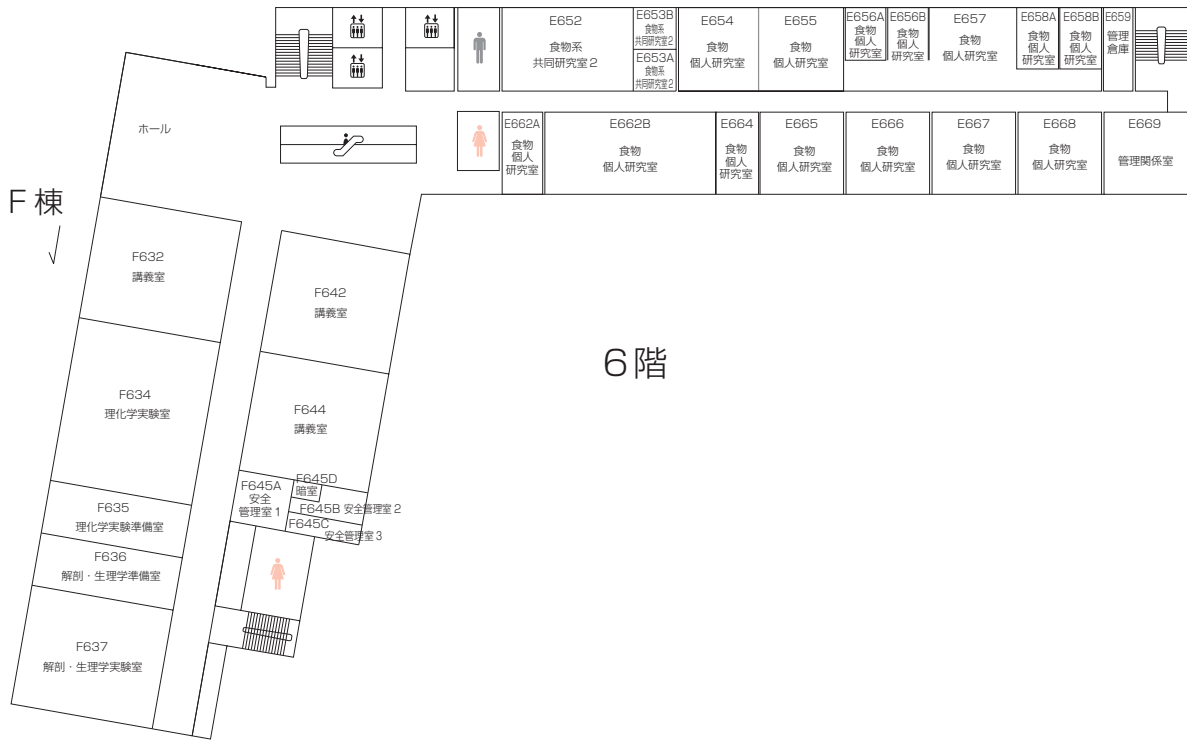 E652
食物系
共同研究室2
E653B
食物系
共同研究室2
E653A
食物系
共同研究室2
E654
食物
個人研究室
E655
食物
個人研究室
E656A
食物
個人
研究室
E656B
食物
個人
研究室
E657
食物
個人研究室
E658A
食物
個人
研究室
E658B
食物
個人
研究室
E659
管理
倉庫
ホール
E662A
食物
個人
研究室
E662B
食物
個人研究室
E664
食物
個人
研究室
E665
食物
個人研究室
E666
食物
個人研究室
E667
食物
個人研究室
E668
食物
個人研究室
E669
管理関係室
F棟
F632
講義室
F642
講義室
6階
F634
理化学実験室
F644
講義室
F645A
安全
管理室1
F645D
暗室
F645B 安全管理室2
F645C
安全管理室3
F635
理化学実験準備室
F636
解剖・生理学準備室
F637
解剖・生理学実験室